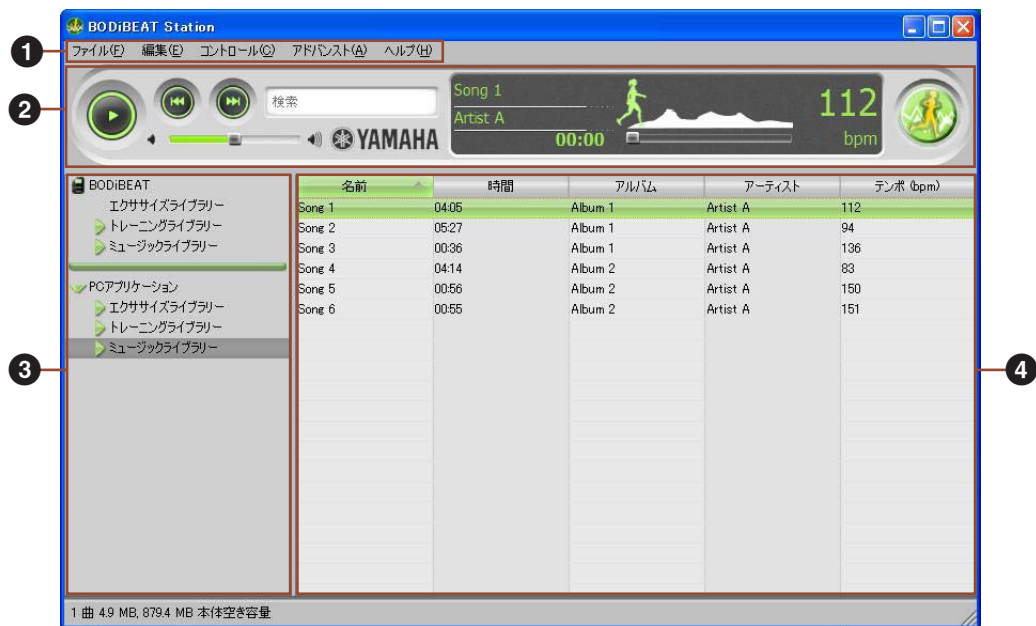 BODiBEAT Station
1
ファイル(F) 編集(E) コントロール(C) アドバンスト(A) ヘルプ(H)
2
検索
YAMAHA
Song 1
Artist A
00:00
112
bpm
3
BODiBEAT
エクササイズライブラリー
トレーニングライブラリー
ミュージックライブラリー
PCアプリケーション
エクササイズライブラリー
トレーニングライブラリー
ミュージックライブラリー
4
名前 時間 アルバム アーティスト テンポ (bpm)
Song 1 04:05 Album 1 Artist A 112
Song 2 05:27 Album 1 Artist A 94
Song 3 00:36 Album 1 Artist A 136
Song 4 04:14 Album 2 Artist A 83
Song 5 00:56 Album 2 Artist A 150
Song 6 00:55 Album 2 Artist A 151
1 曲 4.9 MB, 879.4 MB 本体空き容量